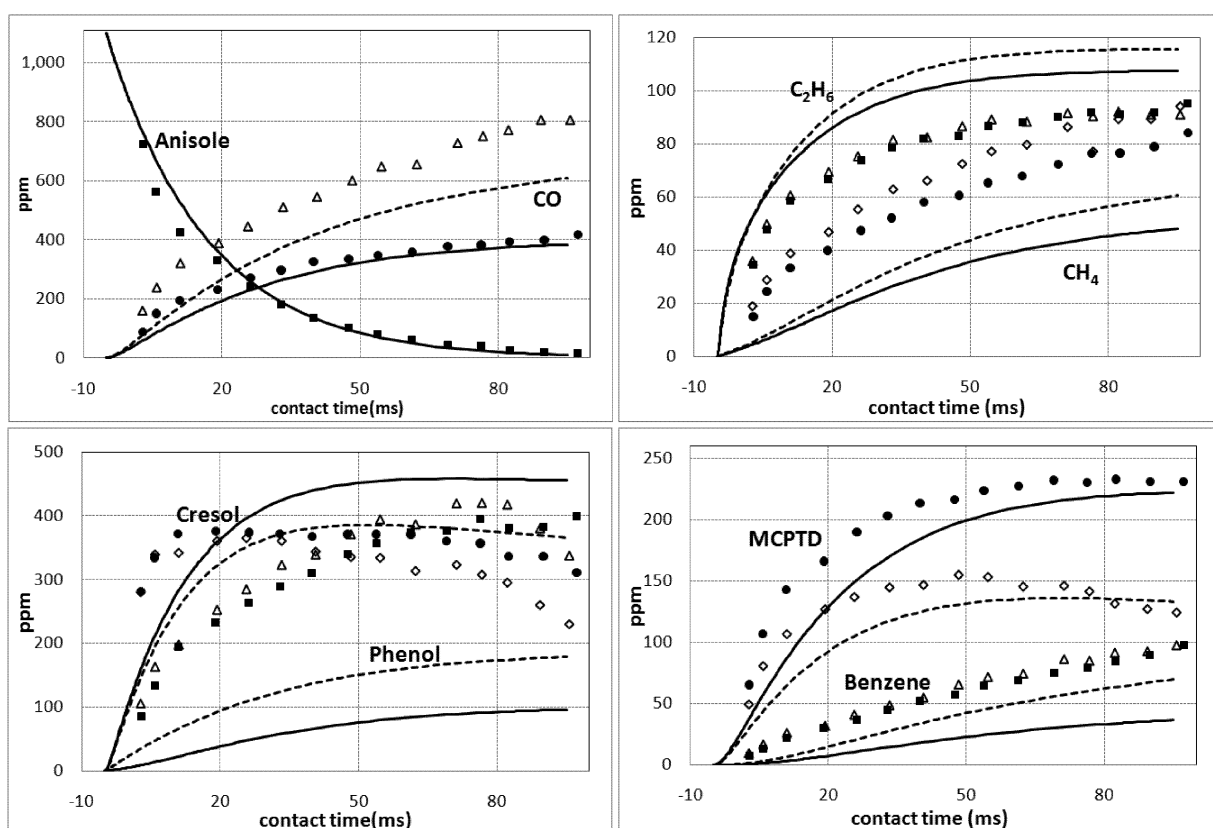 1,000
800
600
400
200
0
ppm
Anisole
CO
-10 20 50 80
contact time(ms)
120
100
80
60
40
20
0
ppm
C₂H₆
CH₄
-10 20 50 80
contact time (ms)
500
400
300
200
100
0
ppm
Cresol
Phenol
-10 20 50 80
contact time(ms)
250
200
150
100
50
0
ppm
MCPTD
Benzene
-10 20 50 80
contact time (ms)